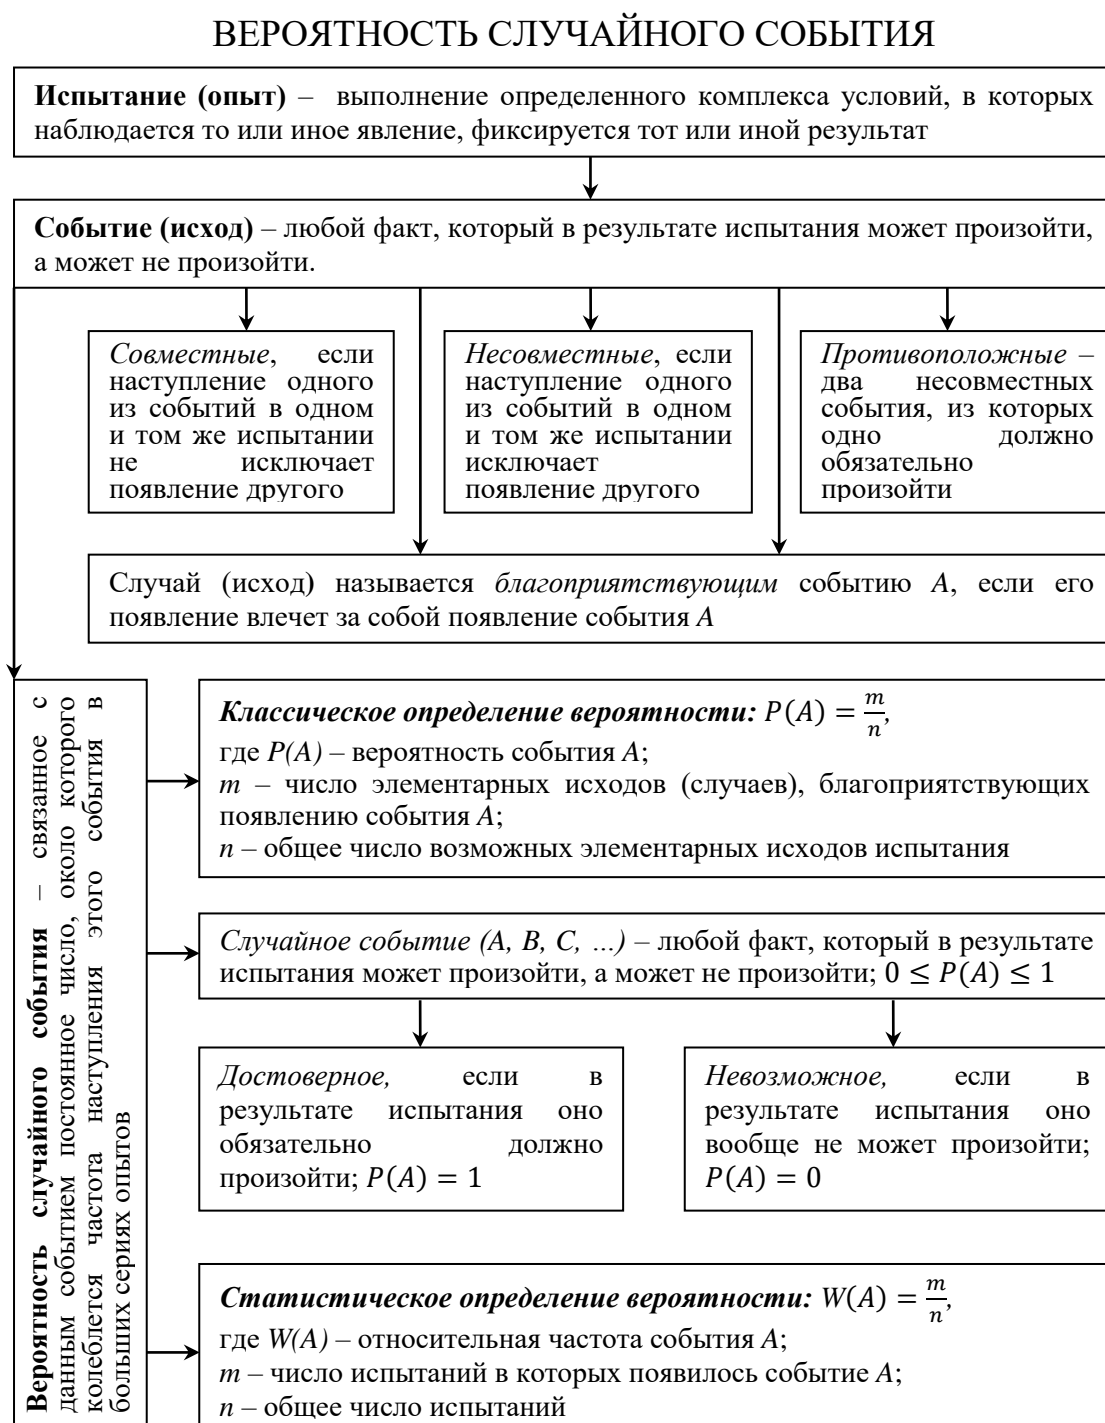 ВЕРОЯТНОСТЬ СЛУЧАЙНОГО СОБЫТИЯ
Испытание (опыт) – выполнение определенного комплекса условий, в которых
наблюдается то или иное явление, фиксируется тот или иной результат
Событие (исход) – любой факт, который в результате испытания может произойти,
а может не произойти.
Совместные, если
наступление одного
из событий в одном
и том же испытании
не исключает
появление другого
Несовместные, если
наступление одного
из событий в одном
и том же испытании
исключает
появление другого
Противоположные –
два несовместных
события, из которых
одно должно
обязательно
произойти
Случай (исход) называется благоприятствующим событию A, если его
появление влечет за собой появление события A
Вероятность случайного события – связанное с
данным событием постоянное число, около которого
колеблется частота наступления этого события в
больших сериях опытов
Классическое определение вероятности: P(A) = m/n,
где P(A) – вероятность события A;
m – число элементарных исходов (случаев), благоприятствующих
появлению события A;
n – общее число возможных элементарных исходов испытания
Случайное событие (A, B, C, ...) – любой факт, который в результате
испытания может произойти, а может не произойти; 0 ≤ P(A) ≤ 1
Достоверное, если в
результате испытания оно
обязательно должно
произойти; P(A) = 1
Невозможное, если в
результате испытания оно
вообще не может произойти;
P(A) = 0
Статистическое определение вероятности: W(A) = m/n,
где W(A) – относительная частота события A;
m – число испытаний в которых появилось событие A;
n – общее число испытаний